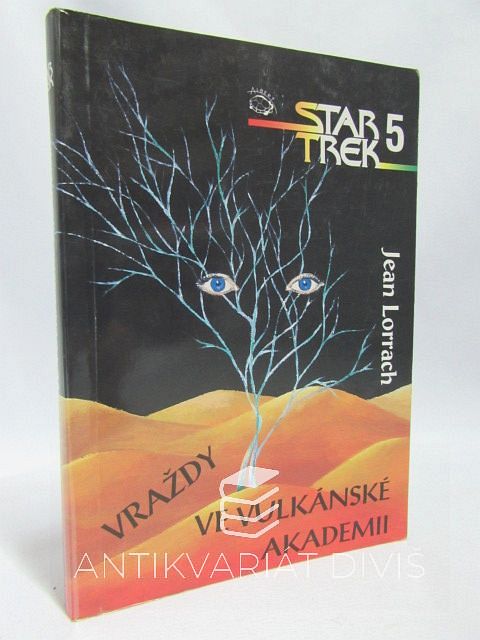 STAR
TREK 5
Jean Lorrach
VRAŽDY
VE VULKÁNSKÉ
AKADEMII
ANTIKVARIÁT DIVIŠ